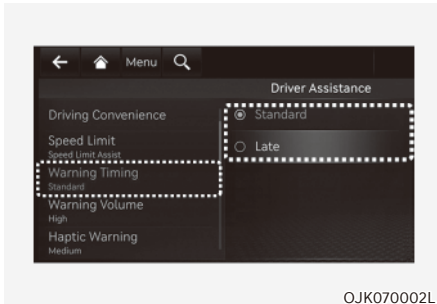 Menu
Driver Assistance
Driving Convenience
Speed Limit
Speed Limit Assist
Warning Timing
Standard
Warning Volume
High
Haptic Warning
Medium
Standard
Late
OJK070002L